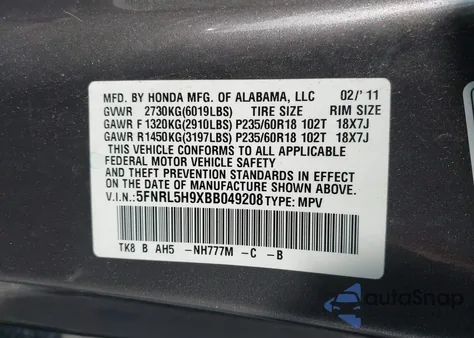 MFD. BY HONDA MFG. OF ALABAMA, LLC 02/'11
GVWR 2730KG(6019LBS) TIRE SIZE RIM SIZE
GAWR F1320KG(2910LBS) P235/60R18 102T 18X7J
GAWR R1450KG(3197LBS) P235/60R18 102T 18X7J
THIS VEHICLE CONFORMS TO ALL APPLICABLE
FEDERAL MOTOR VEHICLE SAFETY
AND THEFT PREVENTION STANDARDS IN EFFECT
ON THE DATE OF MANUFACTURE SHOWN ABOVE.
V.I.N.:5FNRL5H9XBB049208 TYPE: MPV
TK8 B AH5 -NH777M -C -B
autoSnap